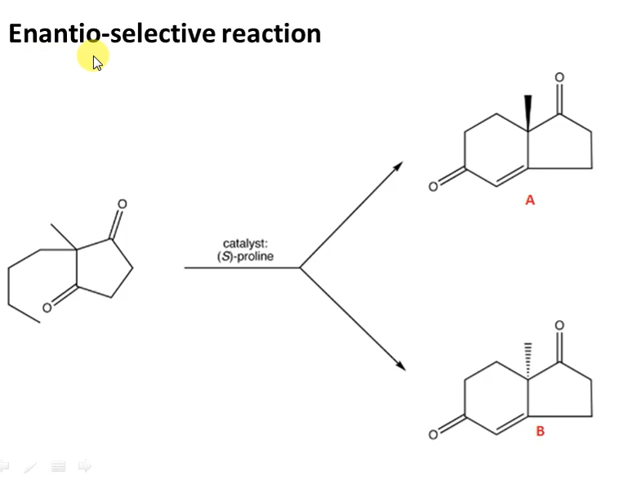 Enantio-selective reaction
O
O
A
O
O
catalyst:
(S)-proline
O
O
B
O